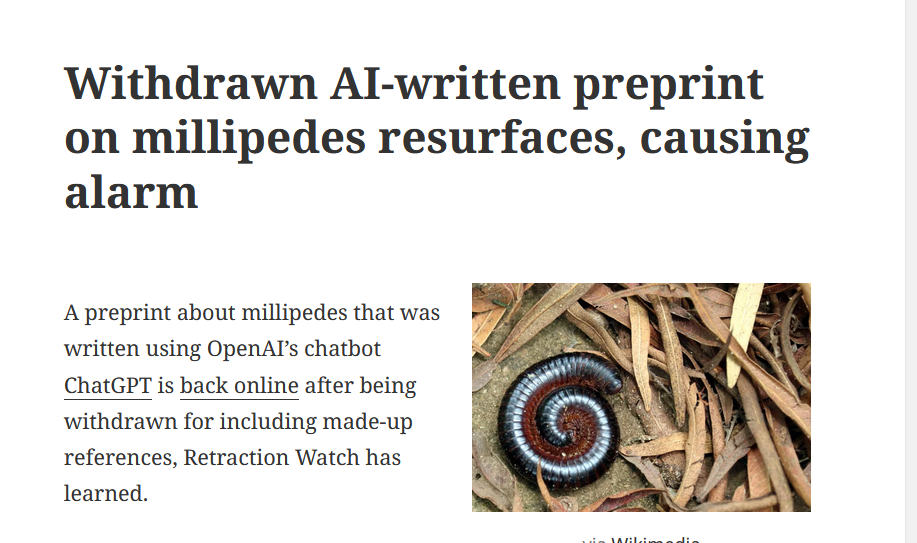 Withdrawn AI-written preprint
on millipedes resurfaces, causing
alarm
A preprint about millipedes that was
written using OpenAI’s chatbot
ChatGPT is back online after being
withdrawn for including made-up
references, Retraction Watch has
learned.
via Wikimedia